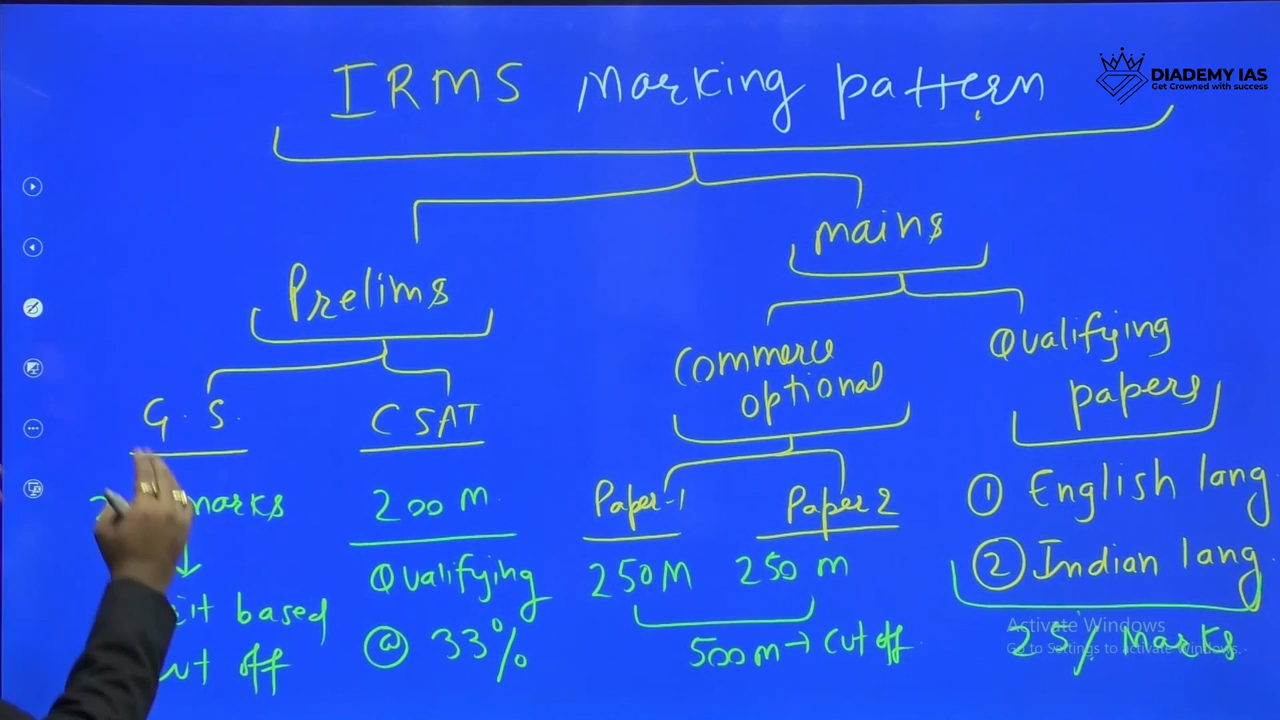 IRMS Marking pattern
DIADEMY IAS
Get Crowned with success
Prelims
mains
G.S.
CSAT
Commerce
optional
Qualifying
papers
marks
200 M
Paper-1
Paper 2
① English lang
② Indian lang
250M
250 m
Qualifying
@ 33%
based
off
500m→ cut off
25% marks
Activate Windows
Go to Settings to activate Windows.